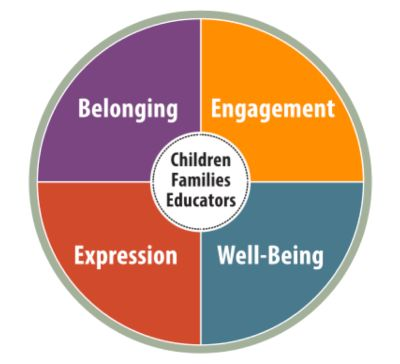 Belonging
Engagement
Children
Families
Educators
Expression
Well-Being